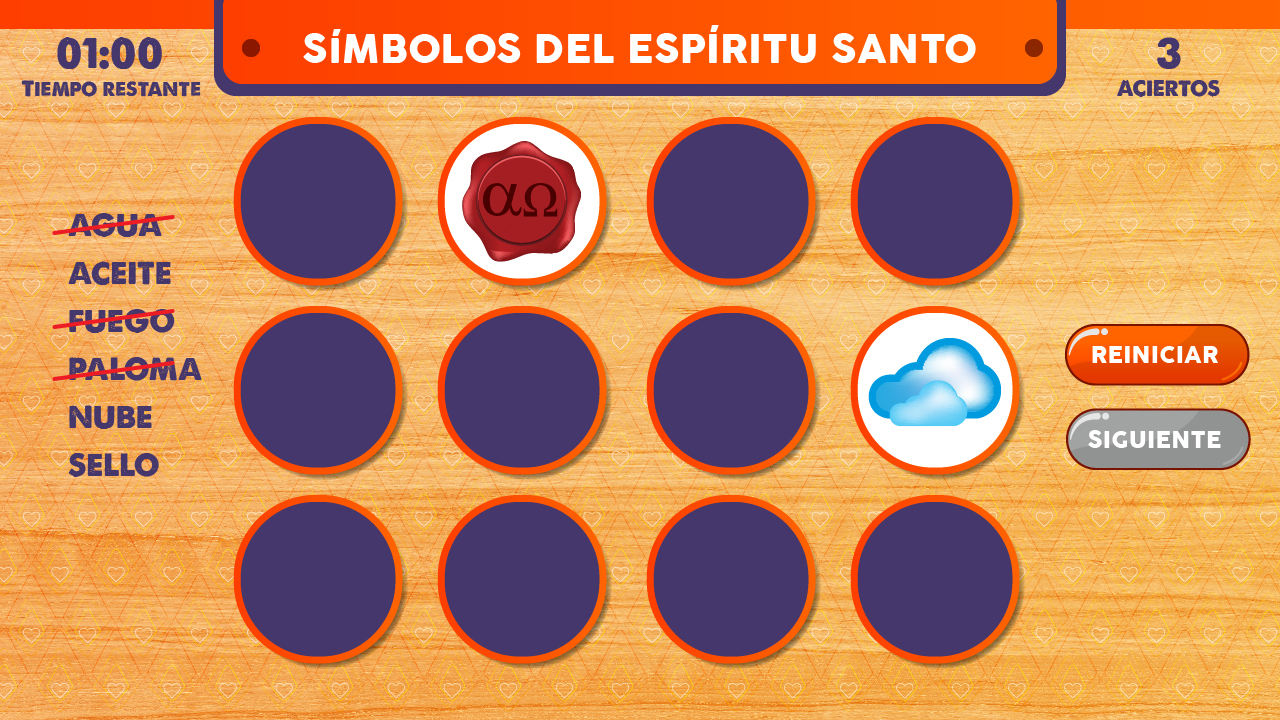 SíMBOLOS DEL ESPÍRITU SANTO
01:00
TIEMPO RESTANTE
3
ACIERTOS
AGUA
ACEITE
FUEGO
PALOMA
NUBE
SELLO
αΩ
REINICIAR
SIGUIENTE